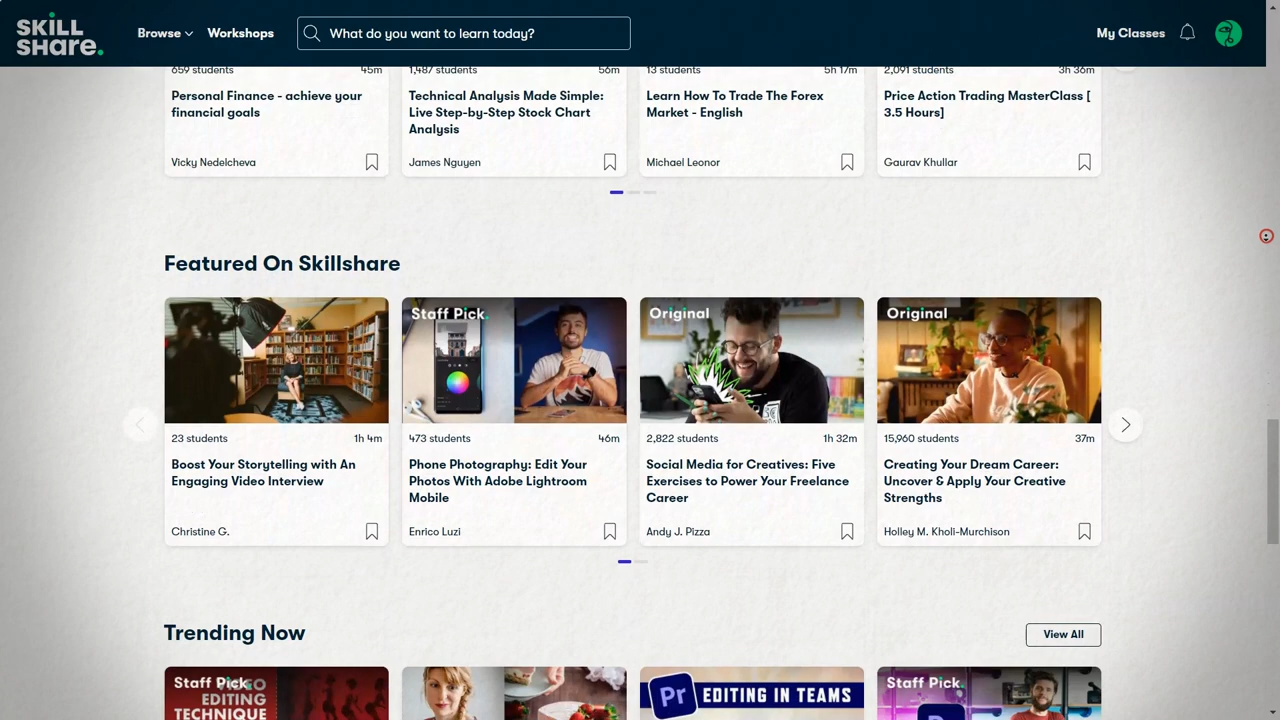 SKILL
SHARE.
Browse
Workshops
What do you want to learn today?
My Classes
659 students
45m
1,487 students
56m
13 students
5h 17m
2,091 students
3h 36m
Personal Finance - achieve your
financial goals
Technical Analysis Made Simple:
Live Step-by-Step Stock Chart
Analysis
Learn How To Trade The Forex
Market - English
Price Action Trading MasterClass [
3.5 Hours]
Vicky Nedelcheva
James Nguyen
Michael Leonor
Gaurav Khullar
Featured On Skillshare
Staff Pick.
Original
Original
23 students
1h 4m
473 students
46m
2,822 students
1h 32m
15,960 students
37m
Boost Your Storytelling with An
Engaging Video Interview
Phone Photography: Edit Your
Photos With Adobe Lightroom
Mobile
Social Media for Creatives: Five
Exercises to Power Your Freelance
Career
Creating Your Dream Career:
Uncover & Apply Your Creative
Strengths
Christine G.
Enrico Luzi
Andy J. Pizza
Holley M. Kholi-Murchison
Trending Now
View All
Staff Pick.
EDITING
TECHNIQUE
Pr
EDITING IN TEAMS
Staff Pick.